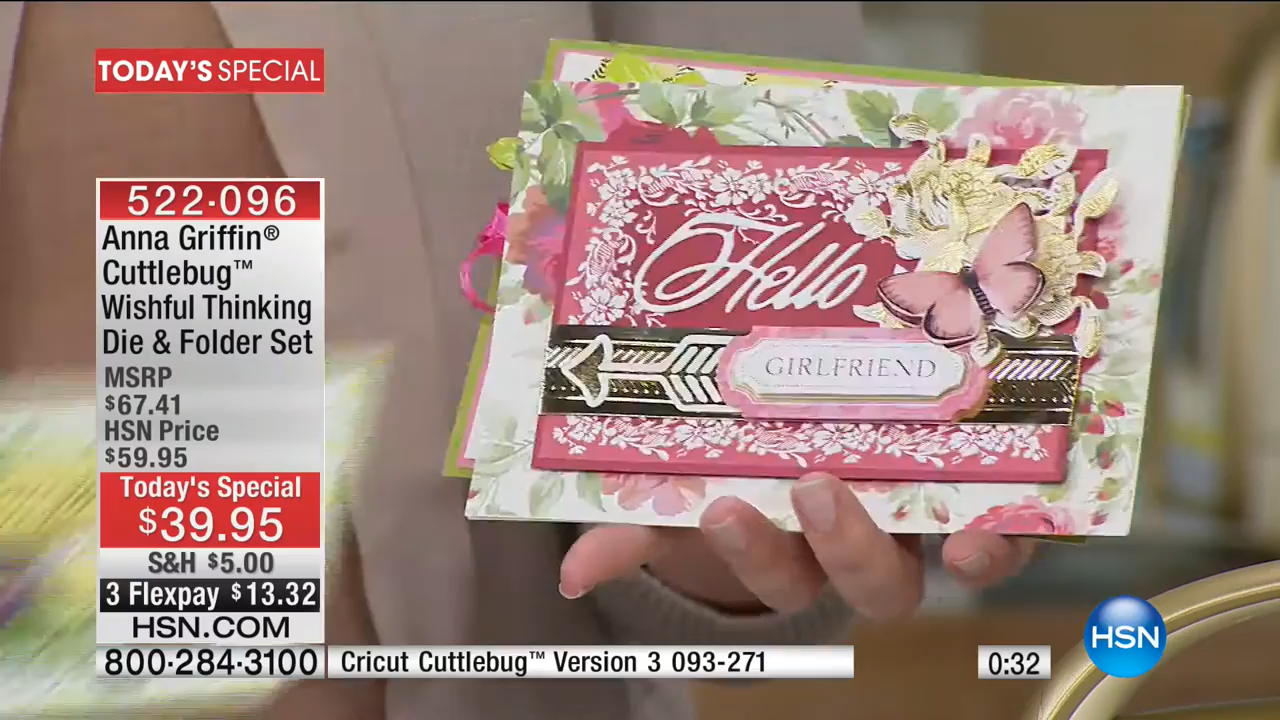 TODAY'S SPECIAL
522·096
Anna Griffin®
Cuttlebug™
Wishful Thinking
Die & Folder Set
MSRP
$67.41
HSN Price
$59.95
Today's Special
$39.95
S&H $5.00
3 Flexpay $13.32
HSN.COM
800·284·3100
Cricut Cuttlebug™ Version 3 093-271
0:32
HSN
Hello
GIRLFRIEND